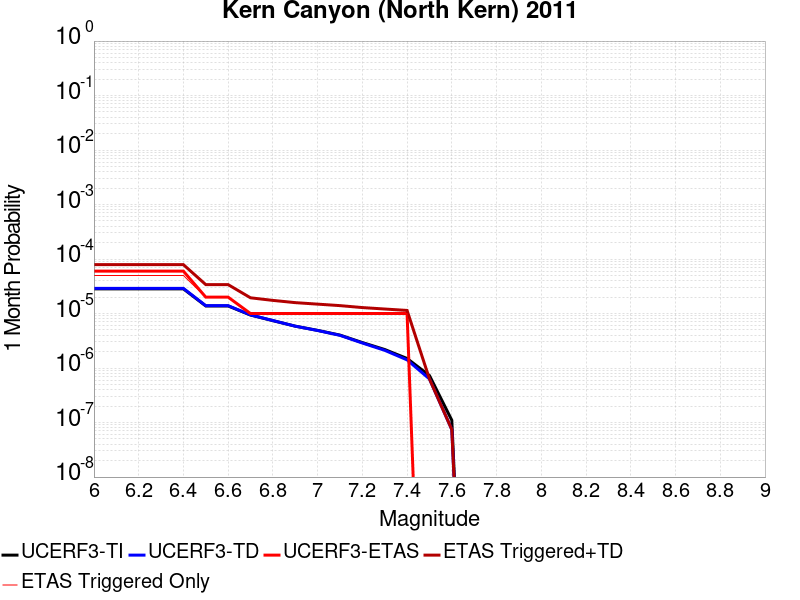 Kern Canyon (North Kern) 2011
10 0
10 -1
10 -2
10 -3
10 -4
10 -5
10 -6
10 -7
10 -8
1 Month Probability
6 6.2 6.4 6.6 6.8 7 7.2 7.4 7.6 7.8 8 8.2 8.4 8.6 8.8 9
Magnitude
UCERF3-TI UCERF3-TD UCERF3-ETAS ETAS Triggered+TD
ETAS Triggered Only